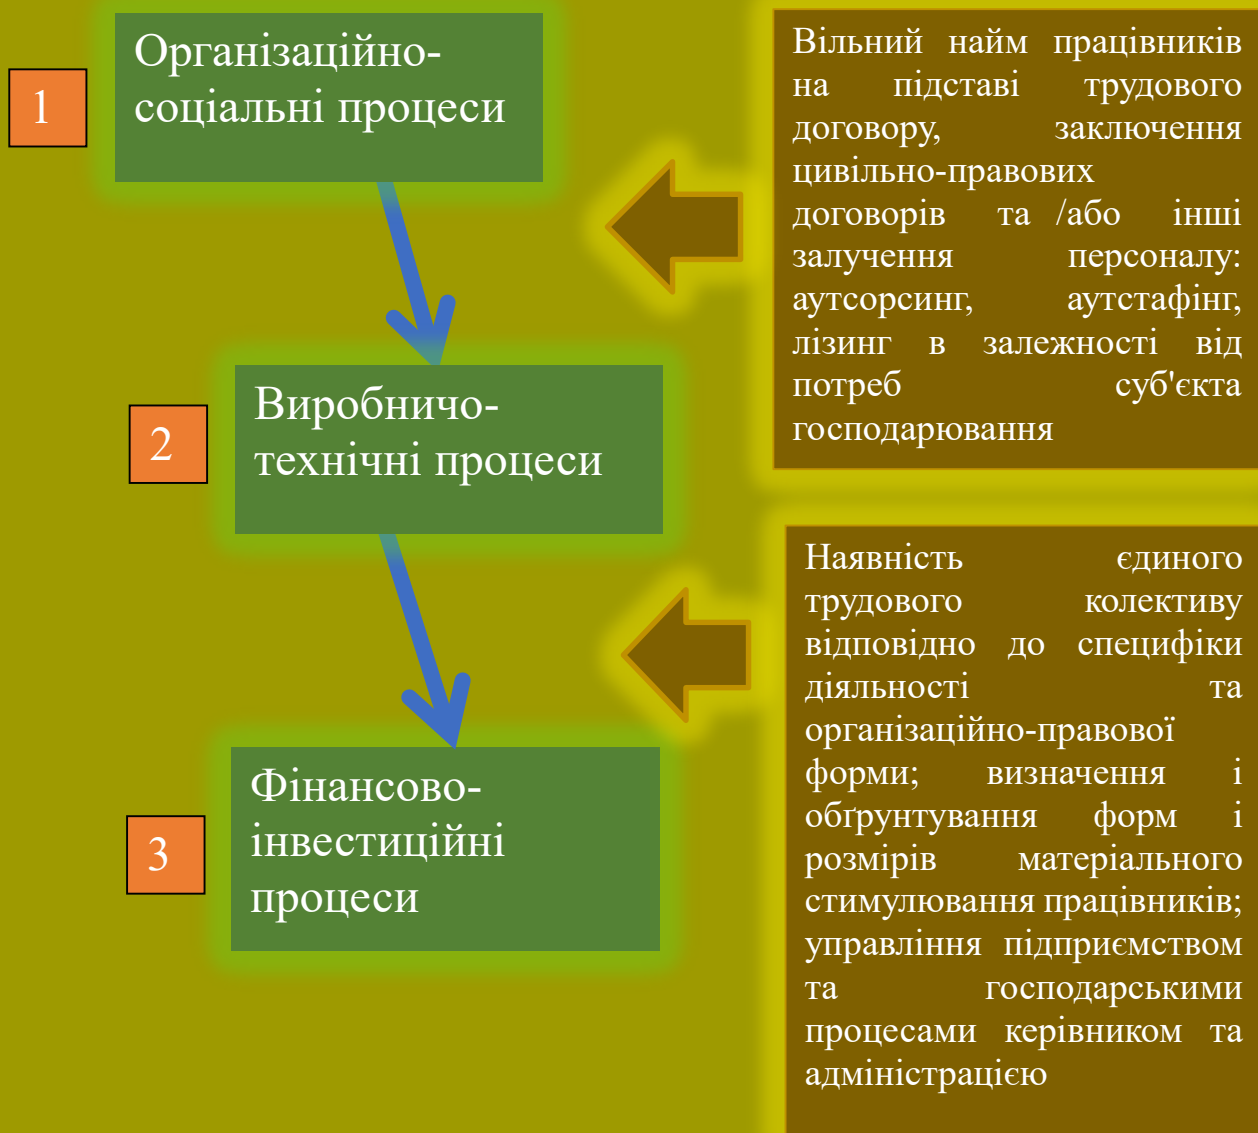 1
Організаційно-
соціальні процеси
Вільний найм працівників
на підставі трудового
договору, заключення
цивільно-правових
договорів та /або інші
залучення персоналу:
аутсорсинг, аутстафінг,
лізинг в залежності від
потреб суб'єкта
господарювання
2
Виробничо-
технічні процеси
Наявність єдиного
трудового колективу
відповідно до специфіки
діяльності та
організаційно-правової
форми; визначення і
обґрунтування форм і
розмірів матеріального
стимулювання працівників;
управління підприємством
та господарськими
процесами керівником та
адміністрацією
3
Фінансово-
інвестиційні
процеси